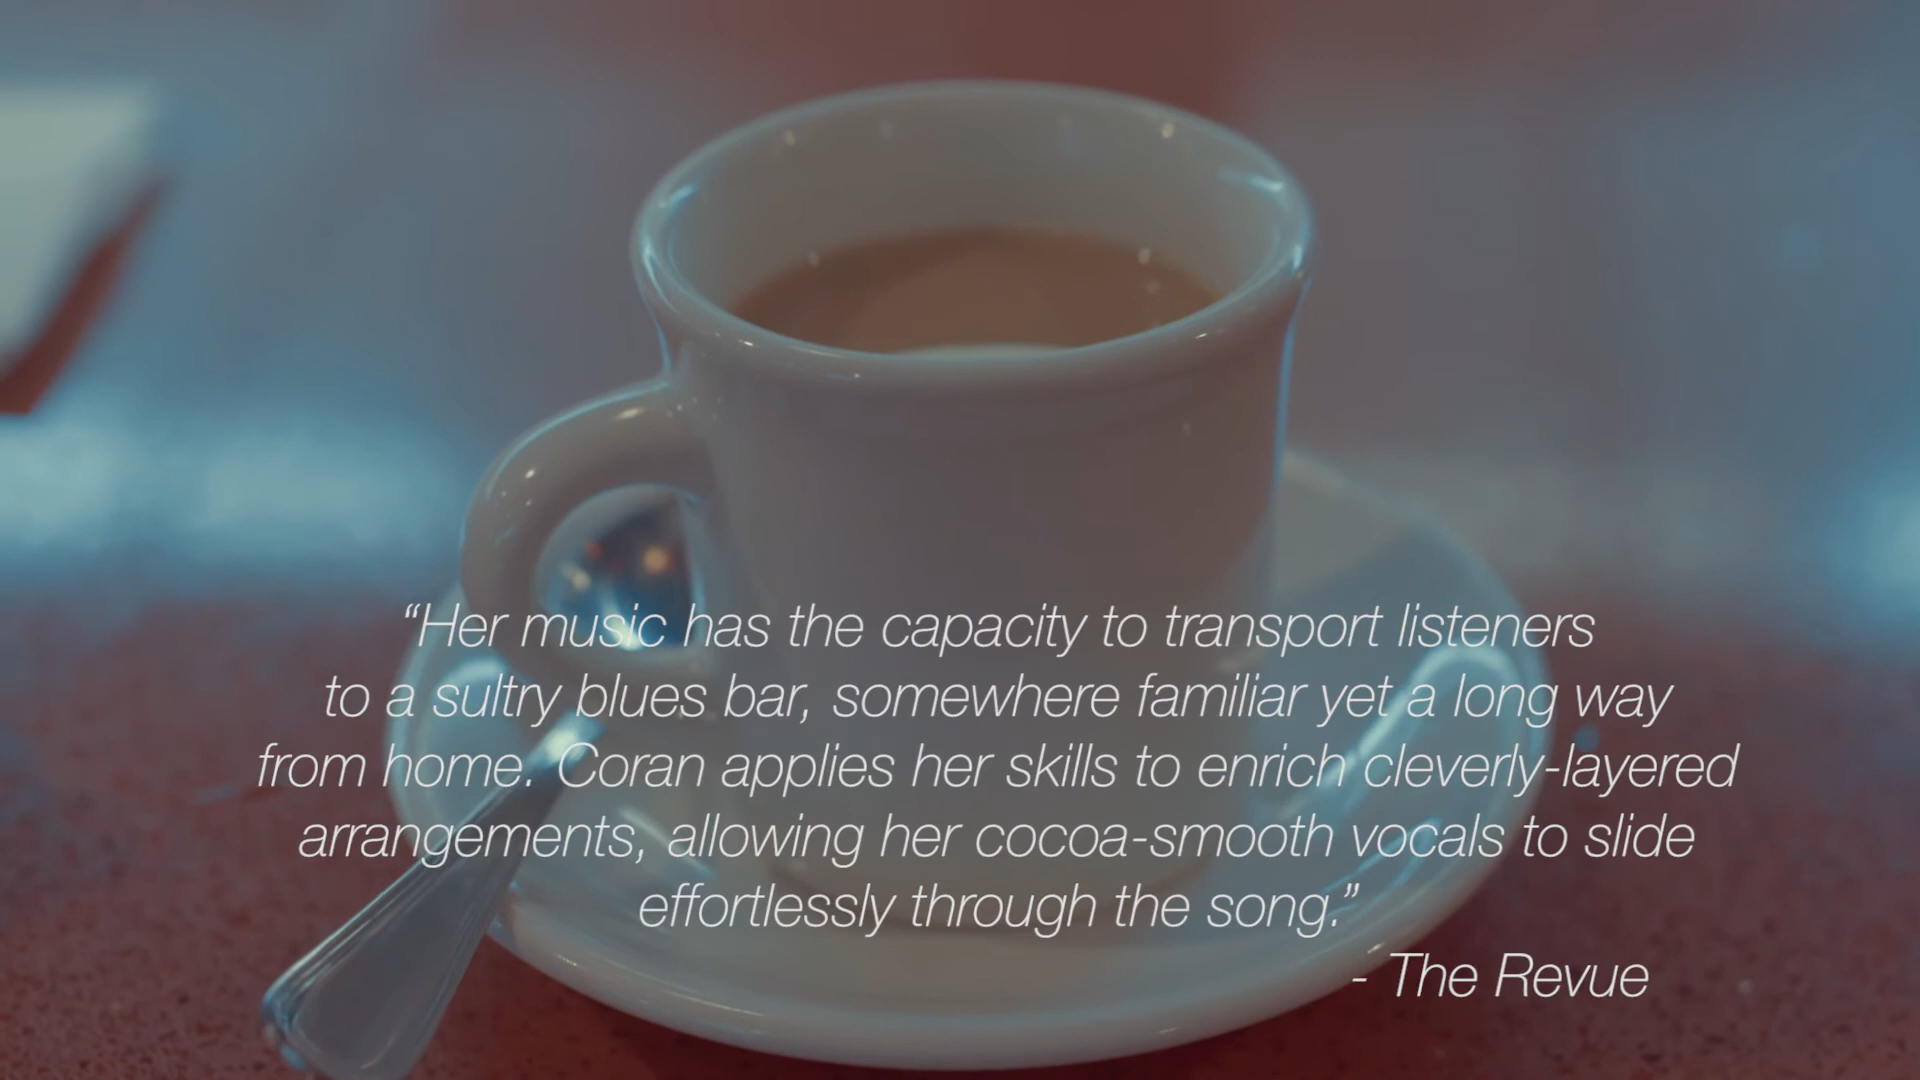 “Her music has the capacity to transport listeners
to a sultry blues bar, somewhere familiar yet a long way
from home. Coran applies her skills to enrich cleverly-layered
arrangements, allowing her cocoa-smooth vocals to slide
effortlessly through the song.”
- The Revue